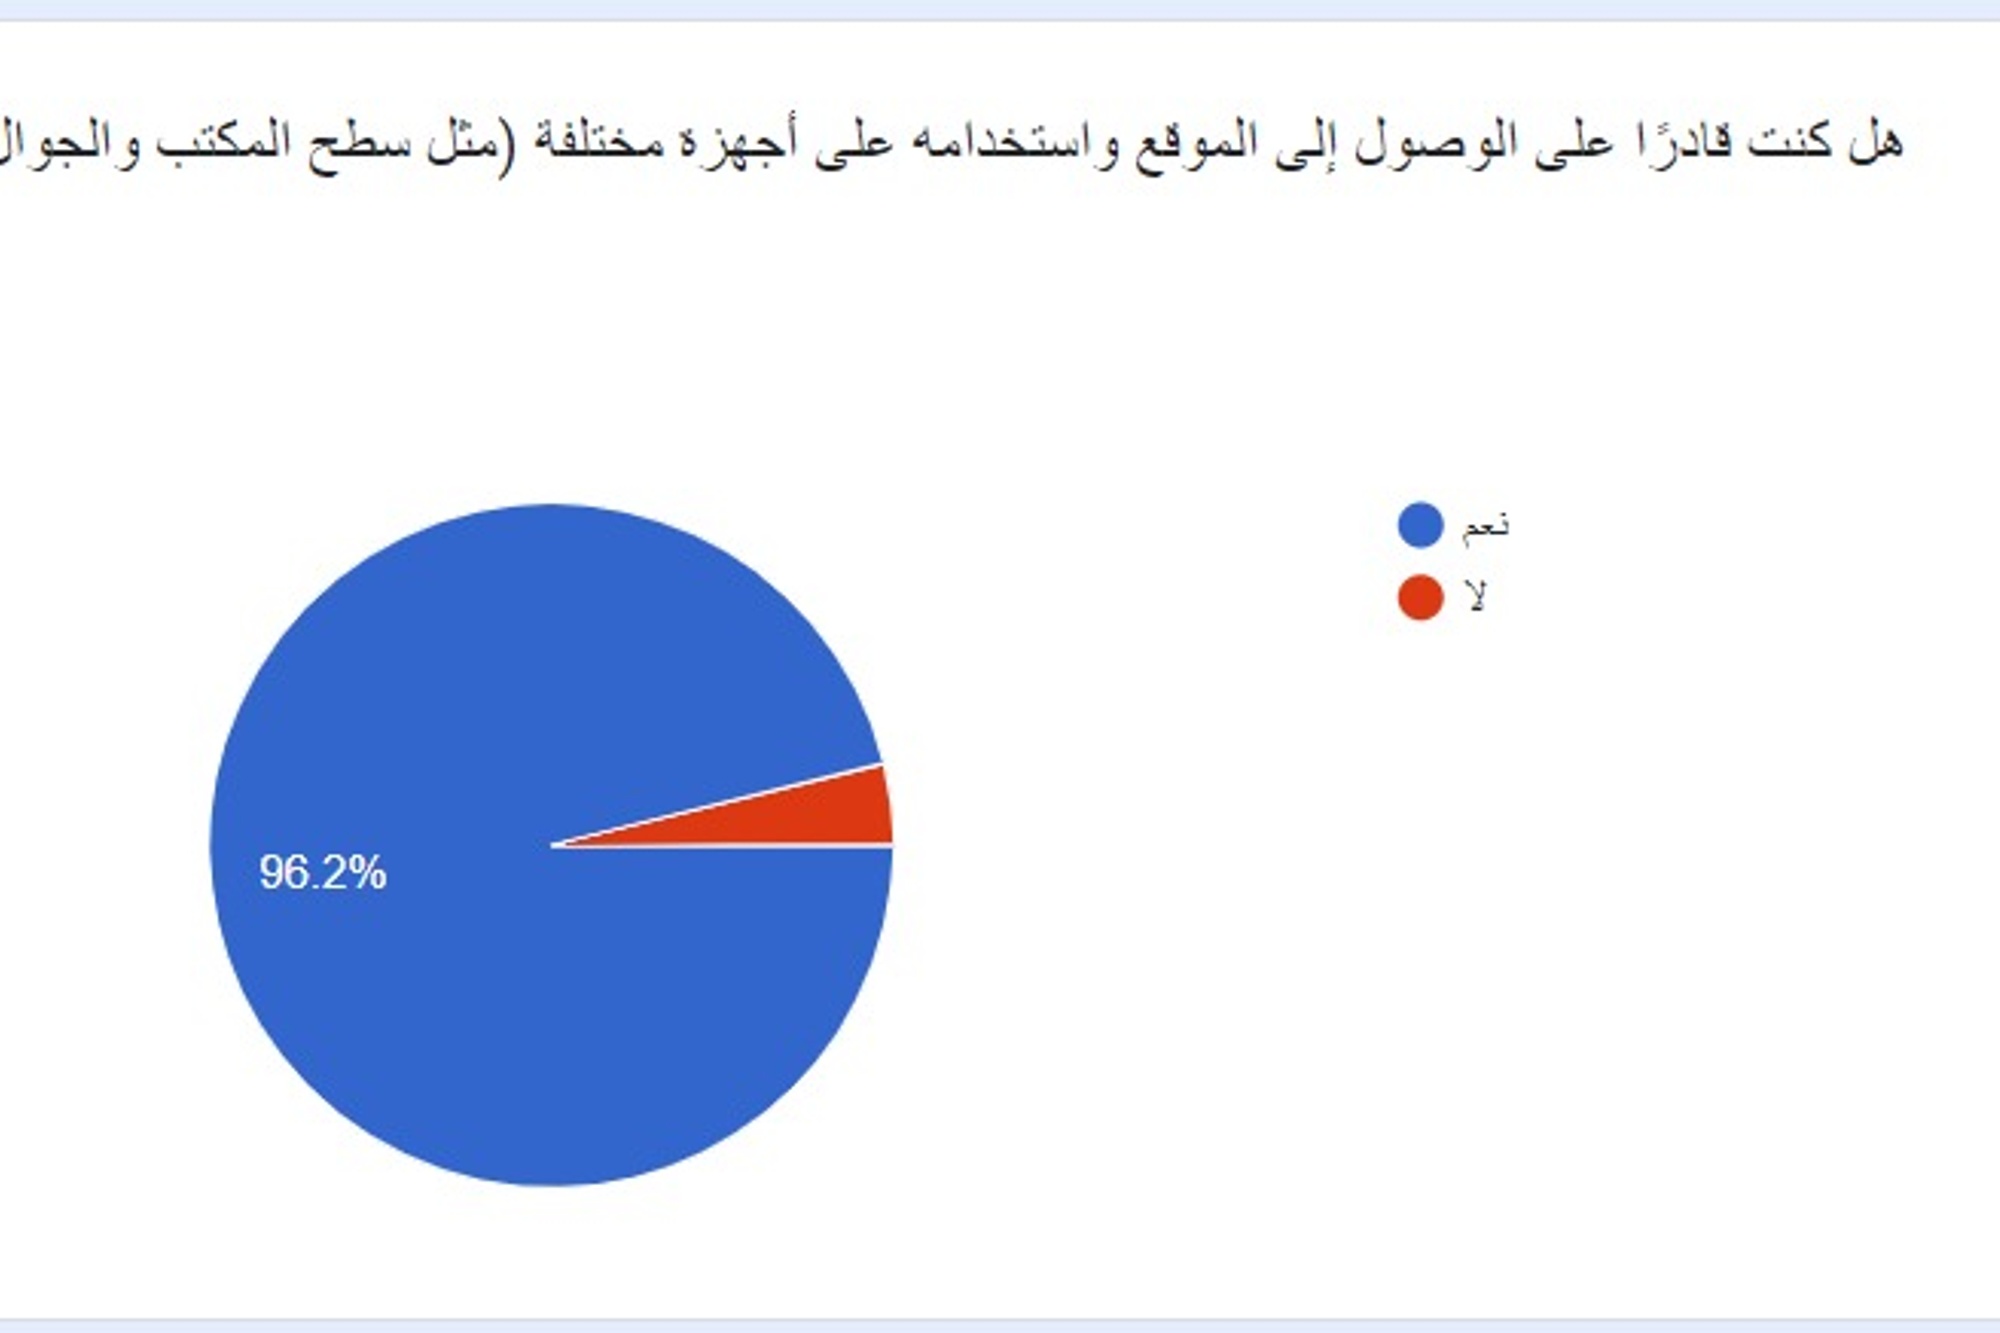 هل كنت قادرًا على الوصول إلى الموقع واستخدامه على أجهزة مختلفة (مثل سطح المكتب والجوال
نعم
لا
96.2%